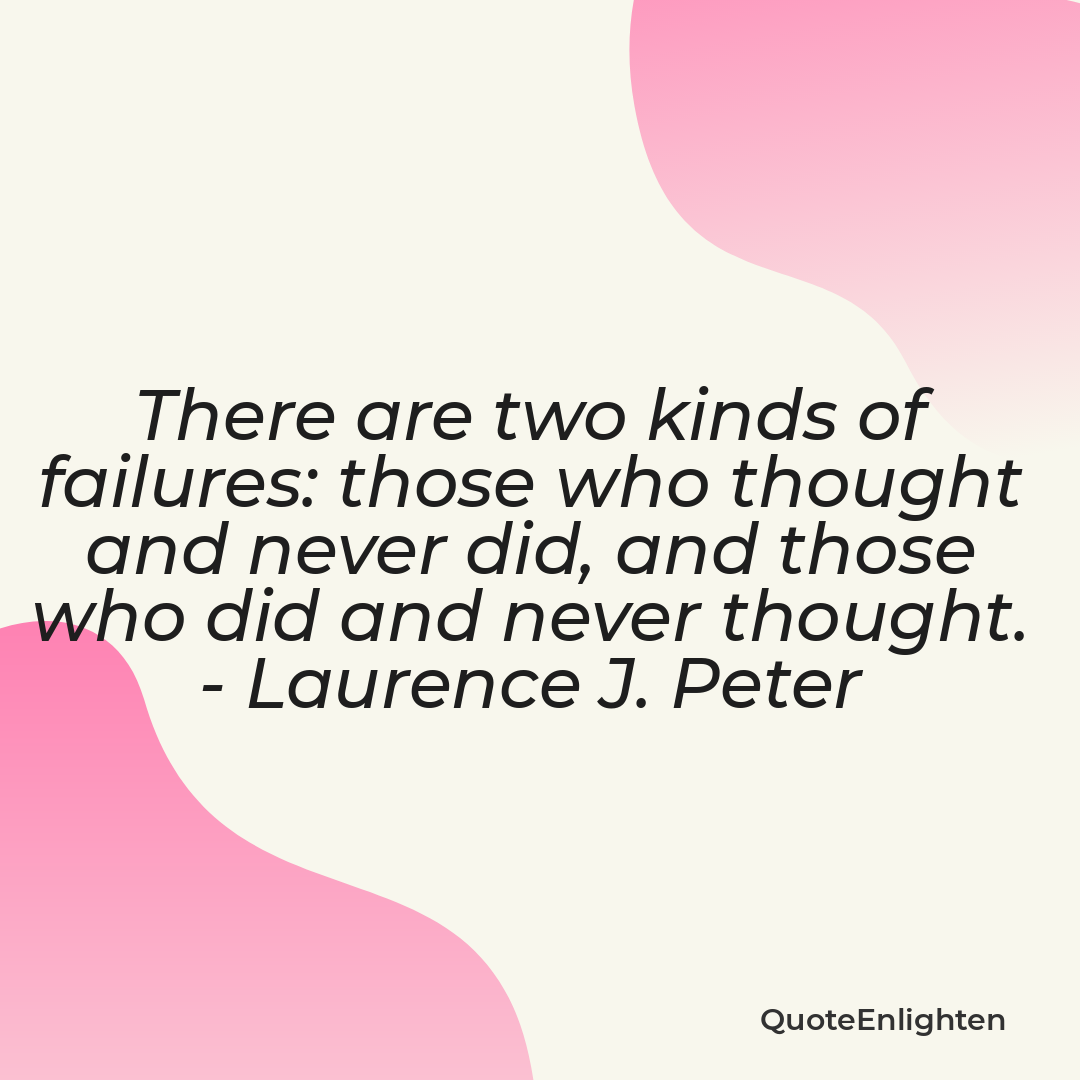 There are two kinds of
failures: those who thought
and never did, and those
who did and never thought.
- Laurence J. Peter
QuoteEnlighten